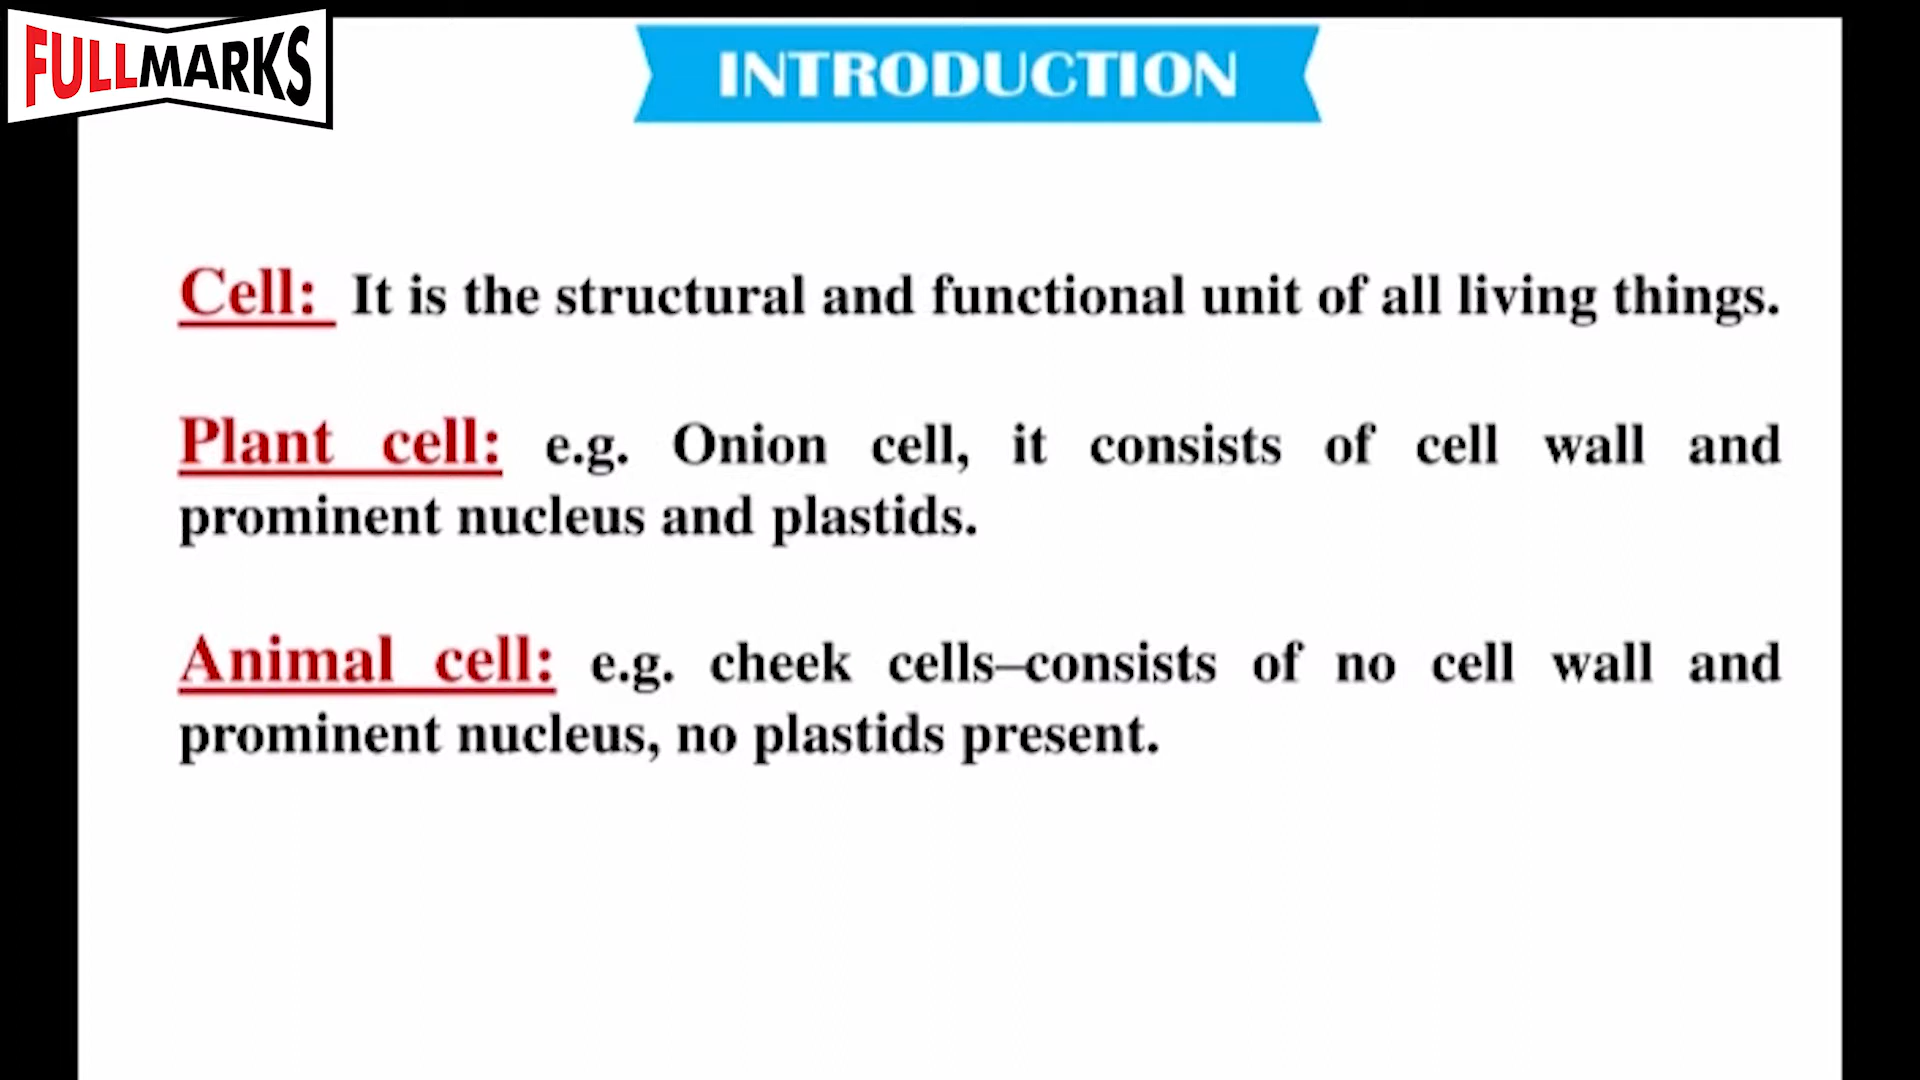 FULLMARKS
INTRODUCTION
Cell: It is the structural and functional unit of all living things.
Plant cell: e.g. Onion cell, it consists of cell wall and
prominent nucleus and plastids.
Animal cell: e.g. cheek cells–consists of no cell wall and
prominent nucleus, no plastids present.